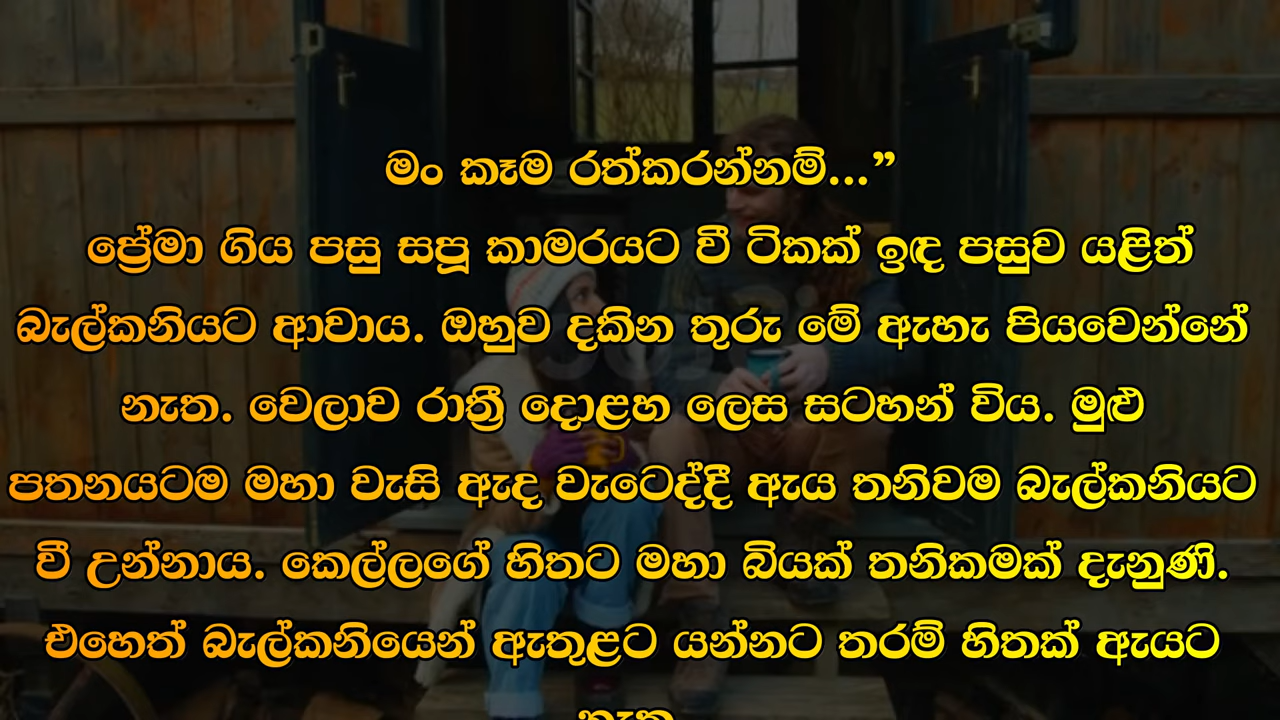 මං කෑම රත්කරන්නම්...”
ප්‍රේමා ගිය පසු සපූ කාමරයට වී ටිකක් ඉඳ පසුව යළිත්
බැල්කනියට ආවාය. ඔහුව දකින තුරු මේ ඇහැ පියවෙන්නේ
නැත. වෙලාව රාත්‍රී දොළහ ලෙස සටහන් විය. මුළු
පතනයටම මහා වැසි ඇද වැටෙද්දී ඇය තනිවම බැල්කනියට
වී උන්නාය. කෙල්ලගේ හිතට මහා බියක් තනිකමක් දැනුණි.
එහෙත් බැල්කනියෙන් ඇතුළට යන්නට තරම් හිතක් ඇයට